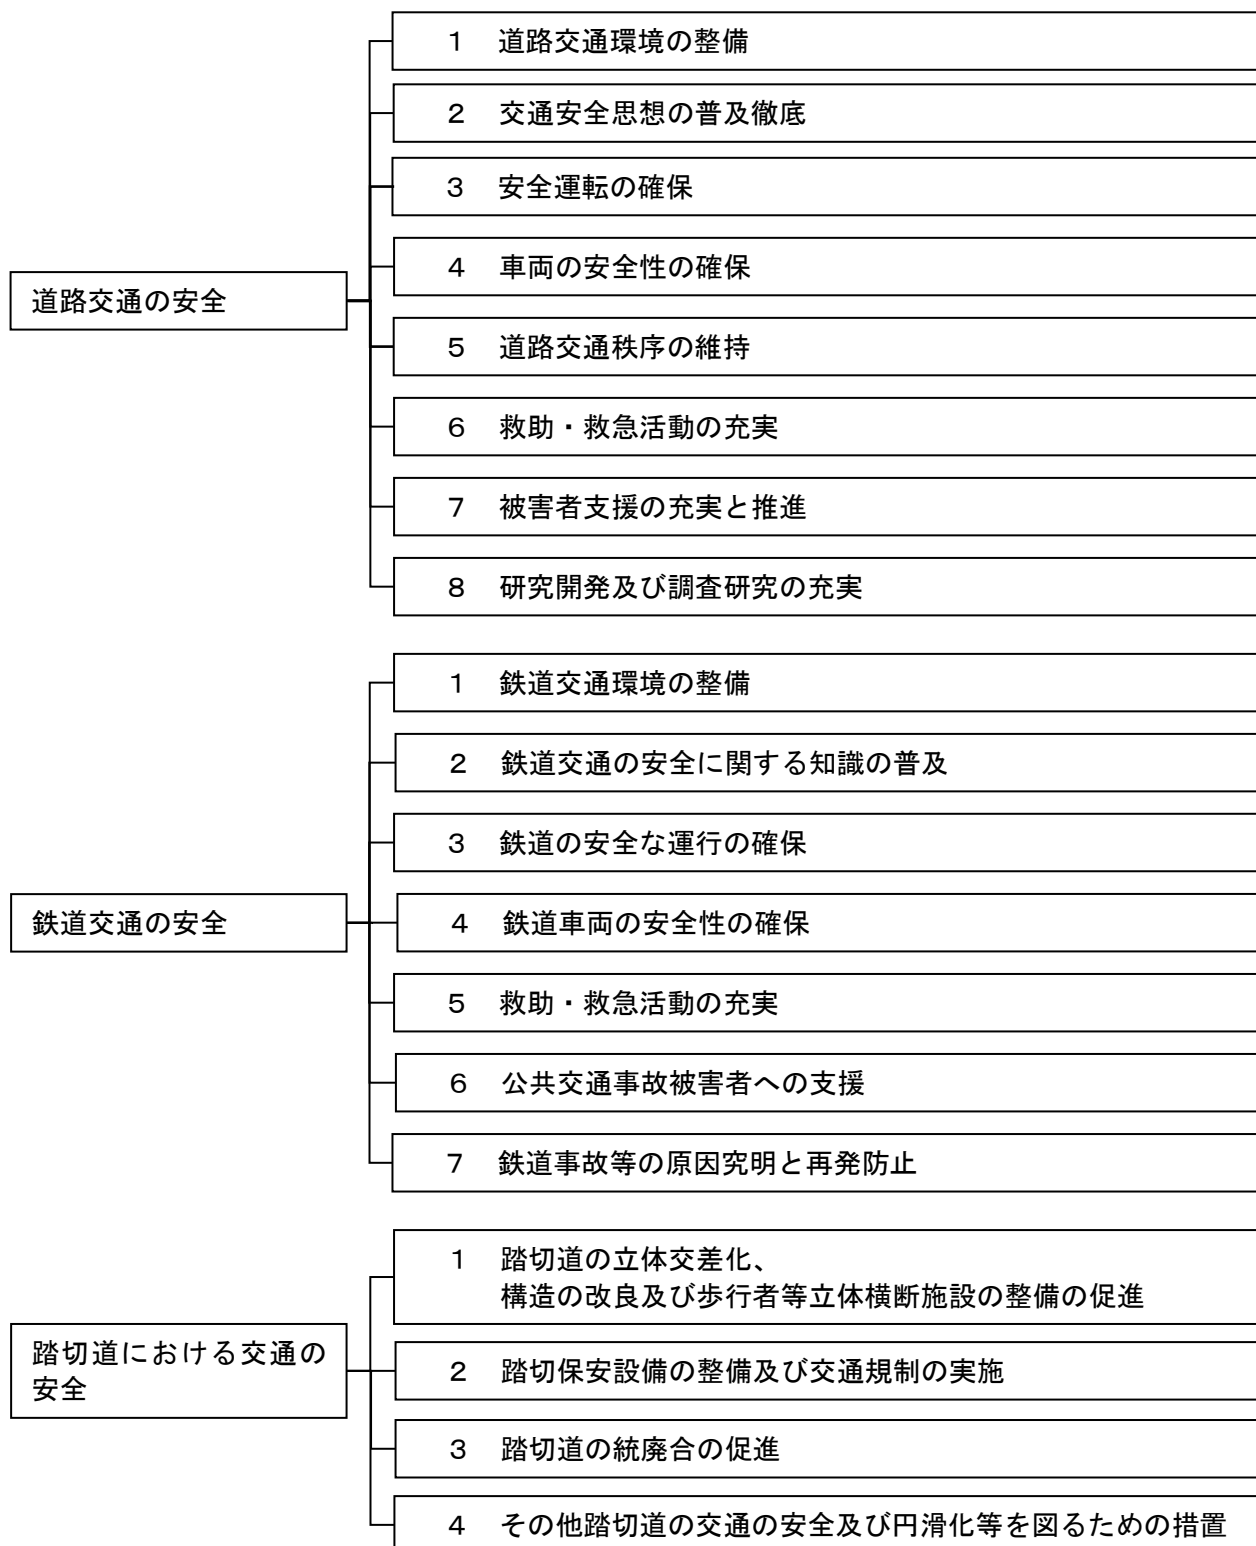 道路交通の安全
1 道路交通環境の整備
2 交通安全思想の普及徹底
3 安全運転の確保
4 車両の安全性の確保
5 道路交通秩序の維持
6 救助・救急活動の充実
7 被害者支援の充実と推進
8 研究開発及び調査研究の充実
鉄道交通の安全
1 鉄道交通環境の整備
2 鉄道交通の安全に関する知識の普及
3 鉄道の安全な運行の確保
4 鉄道車両の安全性の確保
5 救助・救急活動の充実
6 公共交通事故被害者への支援
7 鉄道事故等の原因究明と再発防止
踏切道における交通の
安全
1 踏切道の立体交差化、
構造の改良及び歩行者等立体横断施設の整備の促進
2 踏切保安設備の整備及び交通規制の実施
3 踏切道の統廃合の促進
4 その他踏切道の交通の安全及び円滑化等を図るための措置